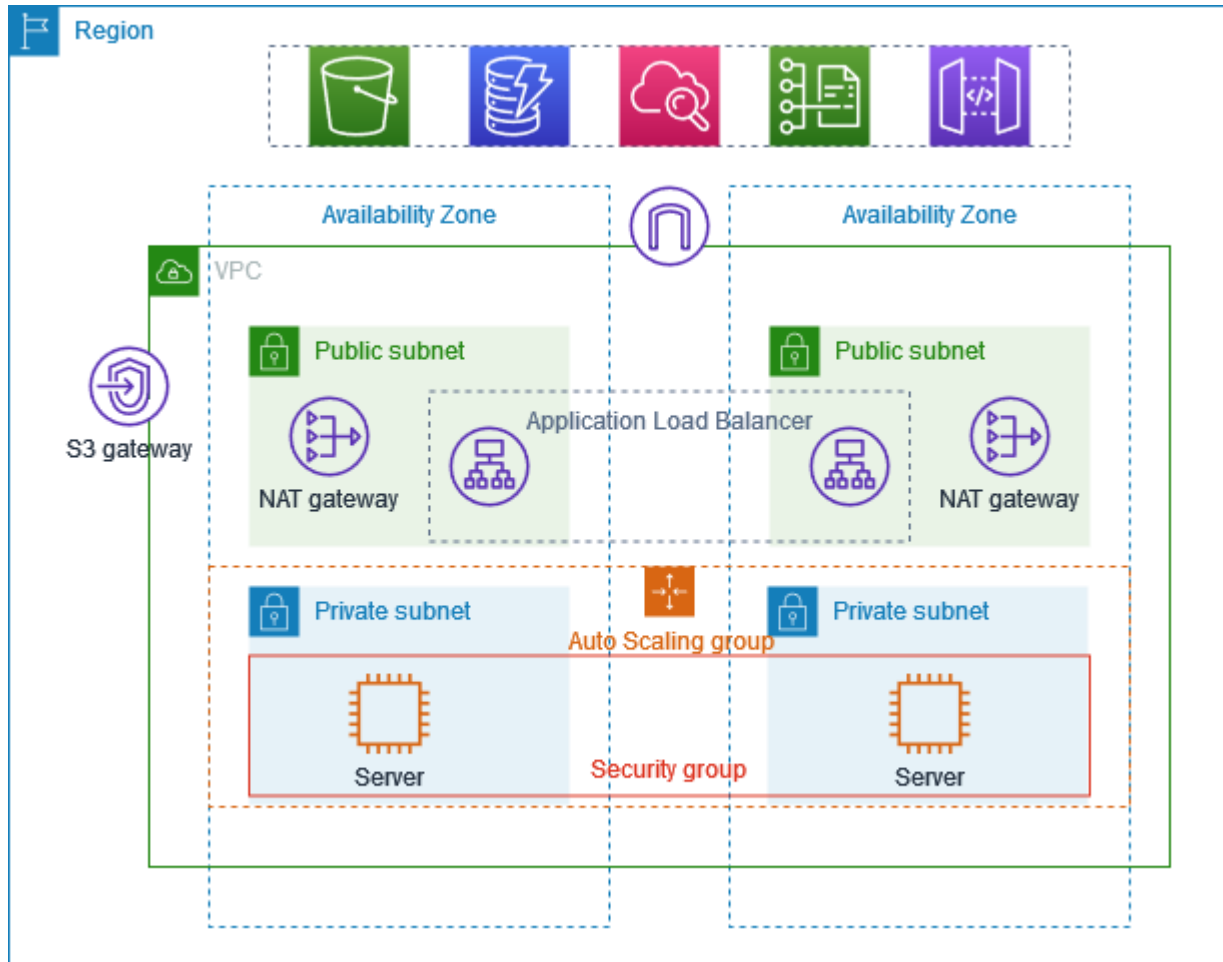 Region
</>
Availability Zone
Availability Zone
VPC
Public subnet
Public subnet
Application Load Balancer
S3 gateway
NAT gateway
NAT gateway
Private subnet
Private subnet
Auto Scaling group
Security group
Server
Server